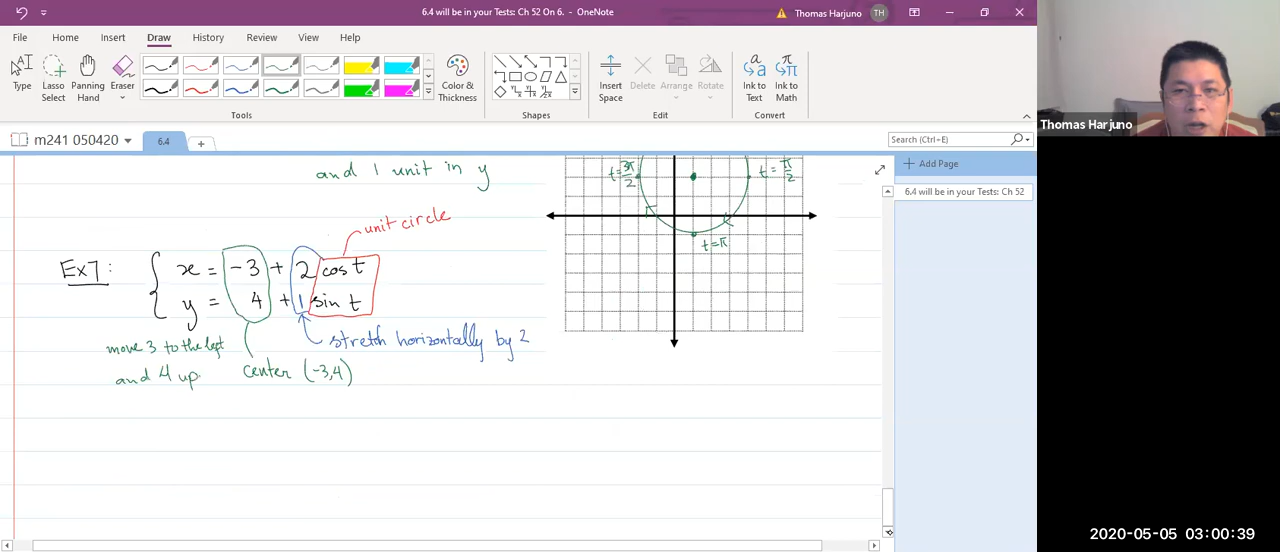 6.4 will be in your Tests: Ch 52 On 6. - OneNote
Thomas Harjuno
TH
File
Home
Insert
Draw
History
Review
View
Help
Type
Lasso Select
Panning Hand
Eraser
Color & Thickness
Insert Space
Delete
Arrange
Rotate
Ink to Text
Ink to Math
Tools
Shapes
Edit
Convert
m241 050420
6.4
Search (Ctrl+E)
Add Page
6.4 will be in your Tests: Ch 52
Thomas Harjuno
and 1 unit in y
t = 3π/2
t = π/2
t = π
unit circle
Ex7: x = -3 + 2 cos t
y = 4 + 1 sin t
stretch horizontally by 2
move 3 to the left
and 4 up.
center (-3,4)
2020-05-05 03:00:39